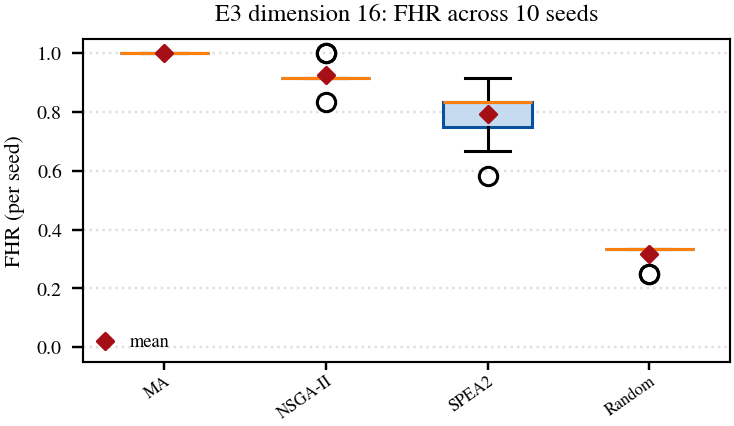 E3 dimension 16: FHR across 10 seeds
FHR (per seed)
1.0
0.8
0.6
0.4
0.2
0.0
mean
MA
NSGA-II
SPEA2
Random